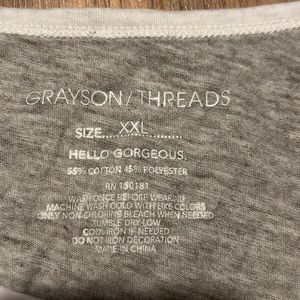 GRAYSON/THREADS
SIZE....XXL..........
HELLO GORGEOUS.
55% COTTON 45% POLYESTER
RN 150181
WASH ONCE BEFORE WEARING
MACHINE WASH COLD WITH LIKE COLORS
ONLY NON-CHLORINE BLEACH WHEN NEEDED
TUMBLE DRY LOW
COOL IRON IF NEEDED
DO NOT IRON DECORATION
MADE IN CHINA